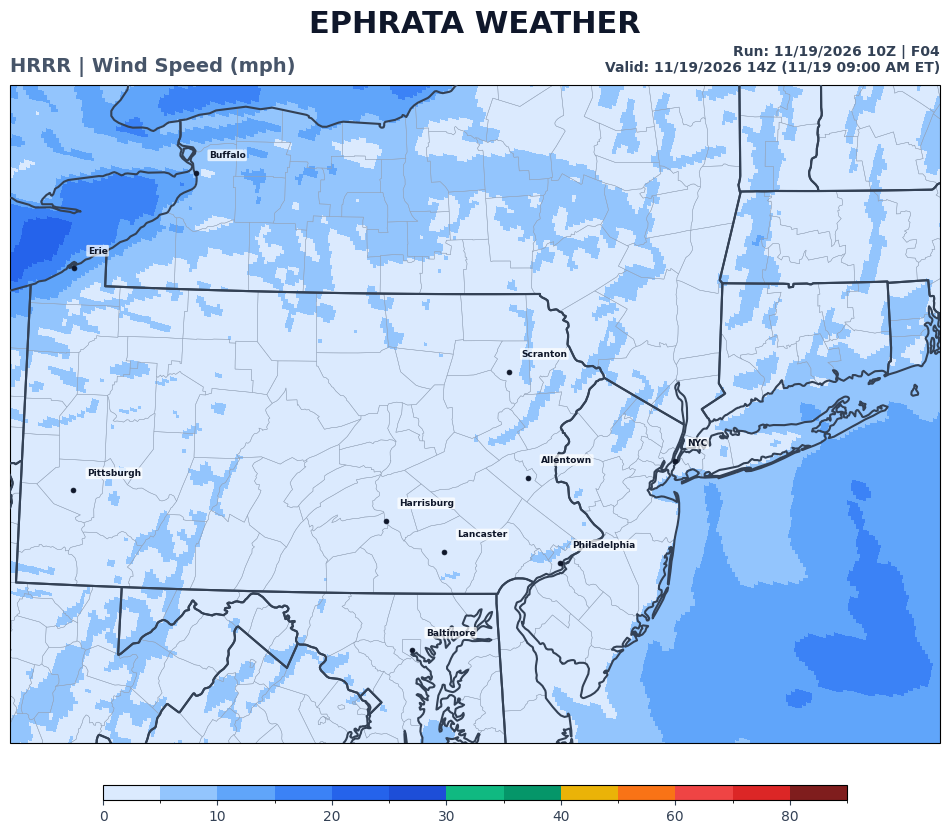 EPHRATA WEATHER
HRRR | Wind Speed (mph)
Run: 11/19/2026 10Z | F04
Valid: 11/19/2026 14Z (11/19 09:00 AM ET)
Buffalo
Erie
Scranton
NYC
Allentown
Pittsburgh
Harrisburg
Lancaster
Philadelphia
Baltimore
0 10 20 30 40 60 80